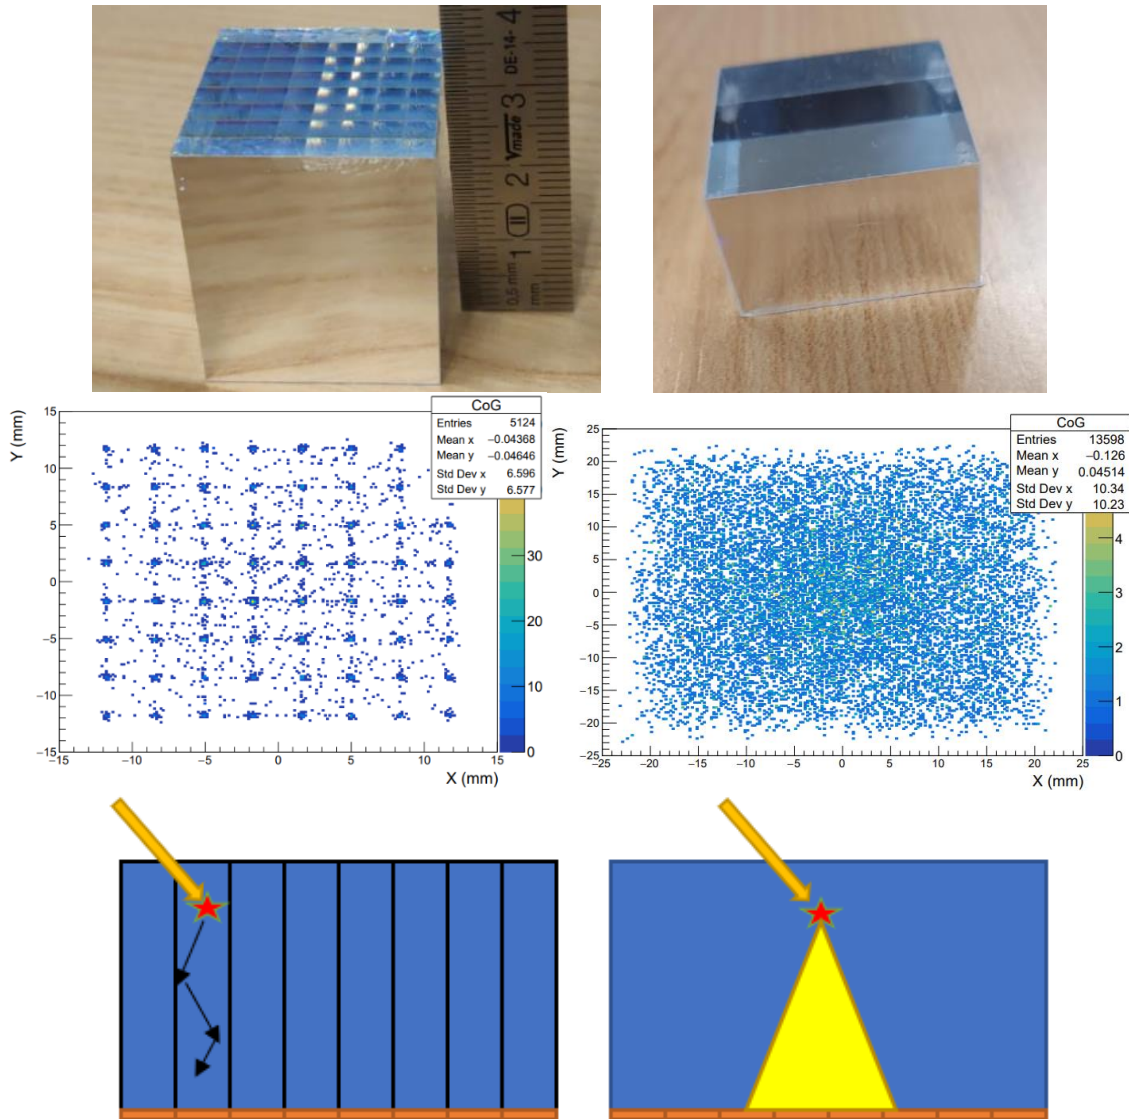 DE-14-4
Vmade 3
2
II
1
0,5 mm
mm
CoG
Entries 5124
Mean x −0.04368
Mean y −0.04646
Std Dev x 6.596
Std Dev y 6.577
Y (mm)
15
10
5
0
−5
−10
−15
−15
−10
−5
0
5
10
15
X (mm)
30
20
10
0
CoG
Entries 13598
Mean x −0.126
Mean y 0.04514
Std Dev x 10.34
Std Dev y 10.23
Y (mm)
25
20
15
10
5
0
−5
−10
−15
−20
−25
−25
−20
−15
−10
−5
0
5
10
15
20
25
X (mm)
4
3
2
1
0